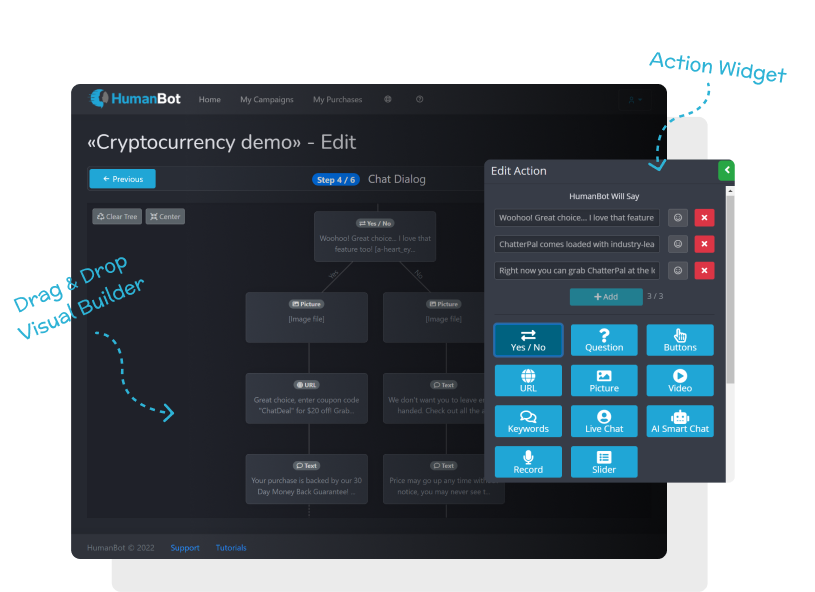 Action Widget
HumanBot
Home
My Campaigns
My Purchases
«Cryptocurrency demo» - Edit
Previous
Step 4 / 6
Chat Dialog
Clear Tree
Center
Yes / No
Woohoo! Great choice... I love that
feature too! [a-heart_ey...
Yes
No
Picture
[Image file]
Picture
[Image file]
URL
Great choice, enter coupon code
"ChatDeal" for $20 off! Grab...
Text
We don't want you to leave e
handed. Check out all the a
Text
Your purchase is backed by our 30
Day Money Back Guarantee! ...
Text
Price may go up any time with
notice, you may never see t...
HumanBot © 2022
Support
Tutorials
Drag & Drop
Visual Builder
Edit Action
HumanBot Will Say
Woohoo! Great choice... I love that feature
ChatterPal comes loaded with industry-lea
Right now you can grab ChatterPal at the l
+ Add
3 / 3
Yes / No
Question
Buttons
URL
Picture
Video
Keywords
Live Chat
AI Smart Chat
Record
Slider